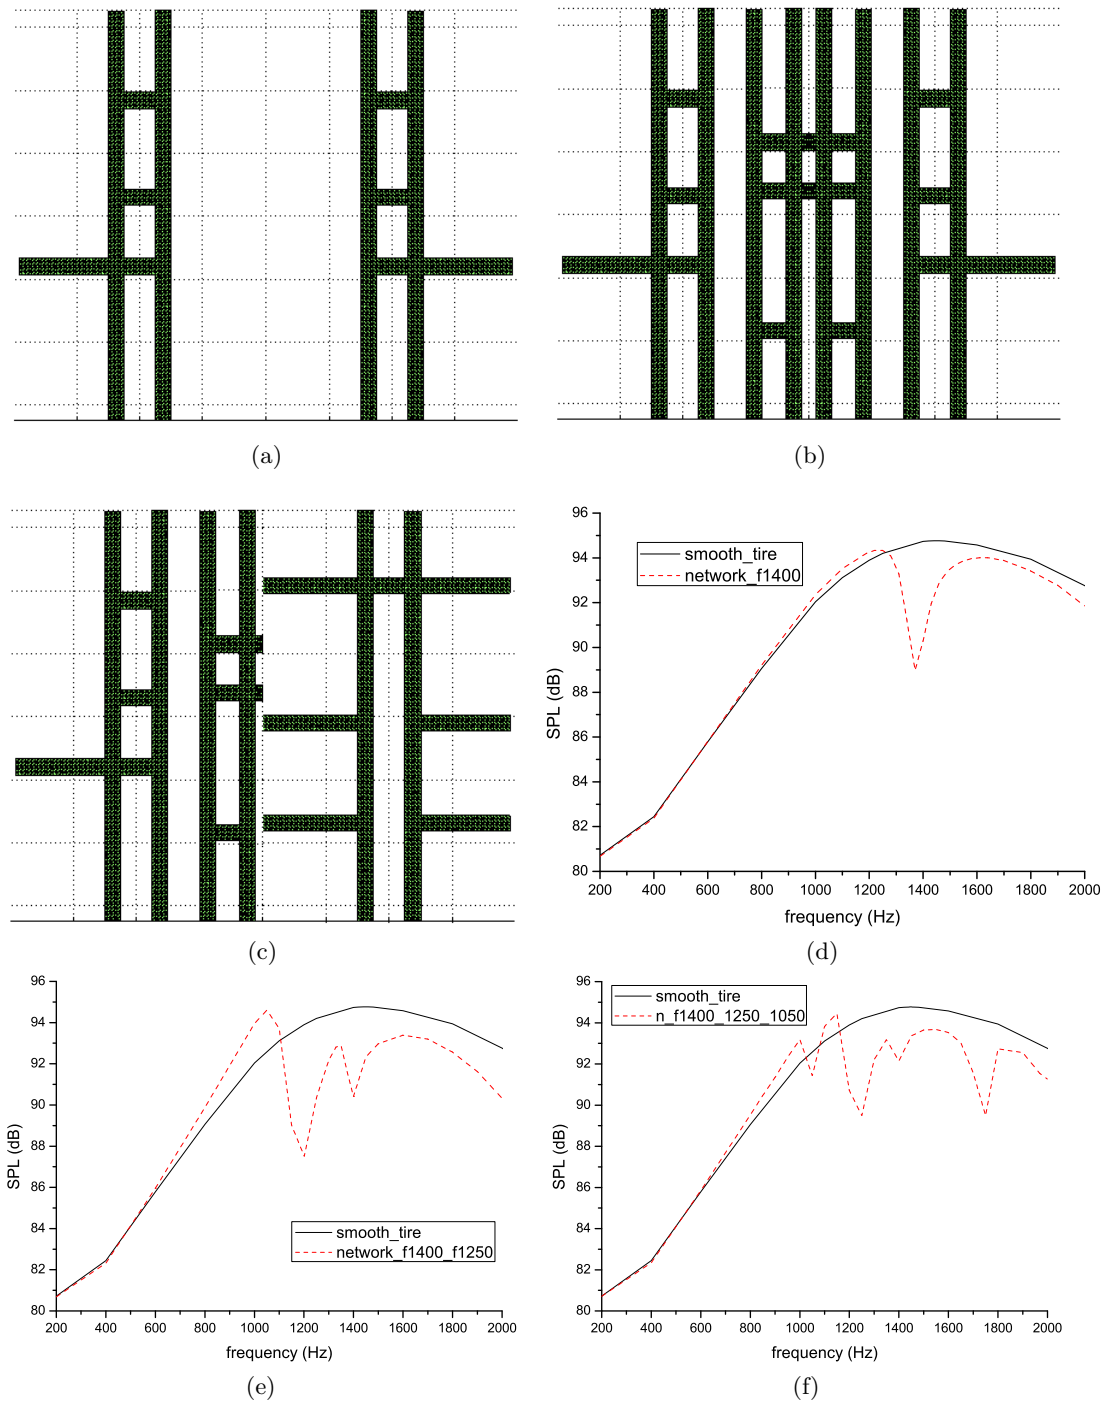 (a)
(b)
(c)
96
94
92
90
88
86
84
82
80
SPL (dB)
smooth_tire
network_f1400
200 400 600 800 1000 1200 1400 1600 1800 2000
frequency (Hz)
(d)
96
94
92
90
88
86
84
82
80
SPL (dB)
smooth_tire
network_f1400_f1250
200 400 600 800 1000 1200 1400 1600 1800 2000
frequency (Hz)
(e)
96
94
92
90
88
86
84
82
80
SPL (dB)
smooth_tire
n_f1400_1250_1050
200 400 600 800 1000 1200 1400 1600 1800 2000
frequency (Hz)
(f)